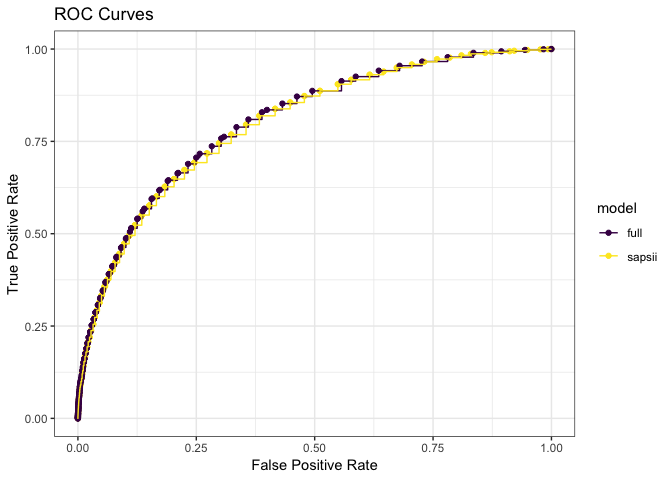 ROC Curves
1.00
0.75
0.50
0.25
0.00
True Positive Rate
0.00 0.25 0.50 0.75 1.00
False Positive Rate
model
full
sapsii